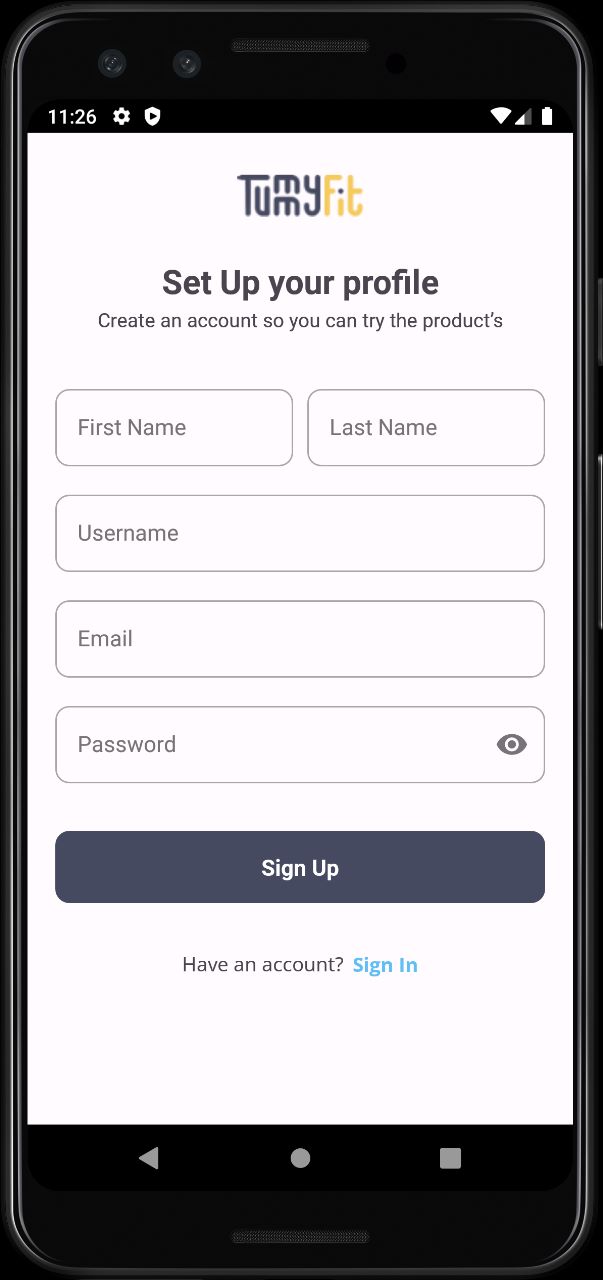 11:26
TUMMYFit
Set Up your profile
Create an account so you can try the product’s
First Name Last Name
Username
Email
Password
Sign Up
Have an account? Sign In